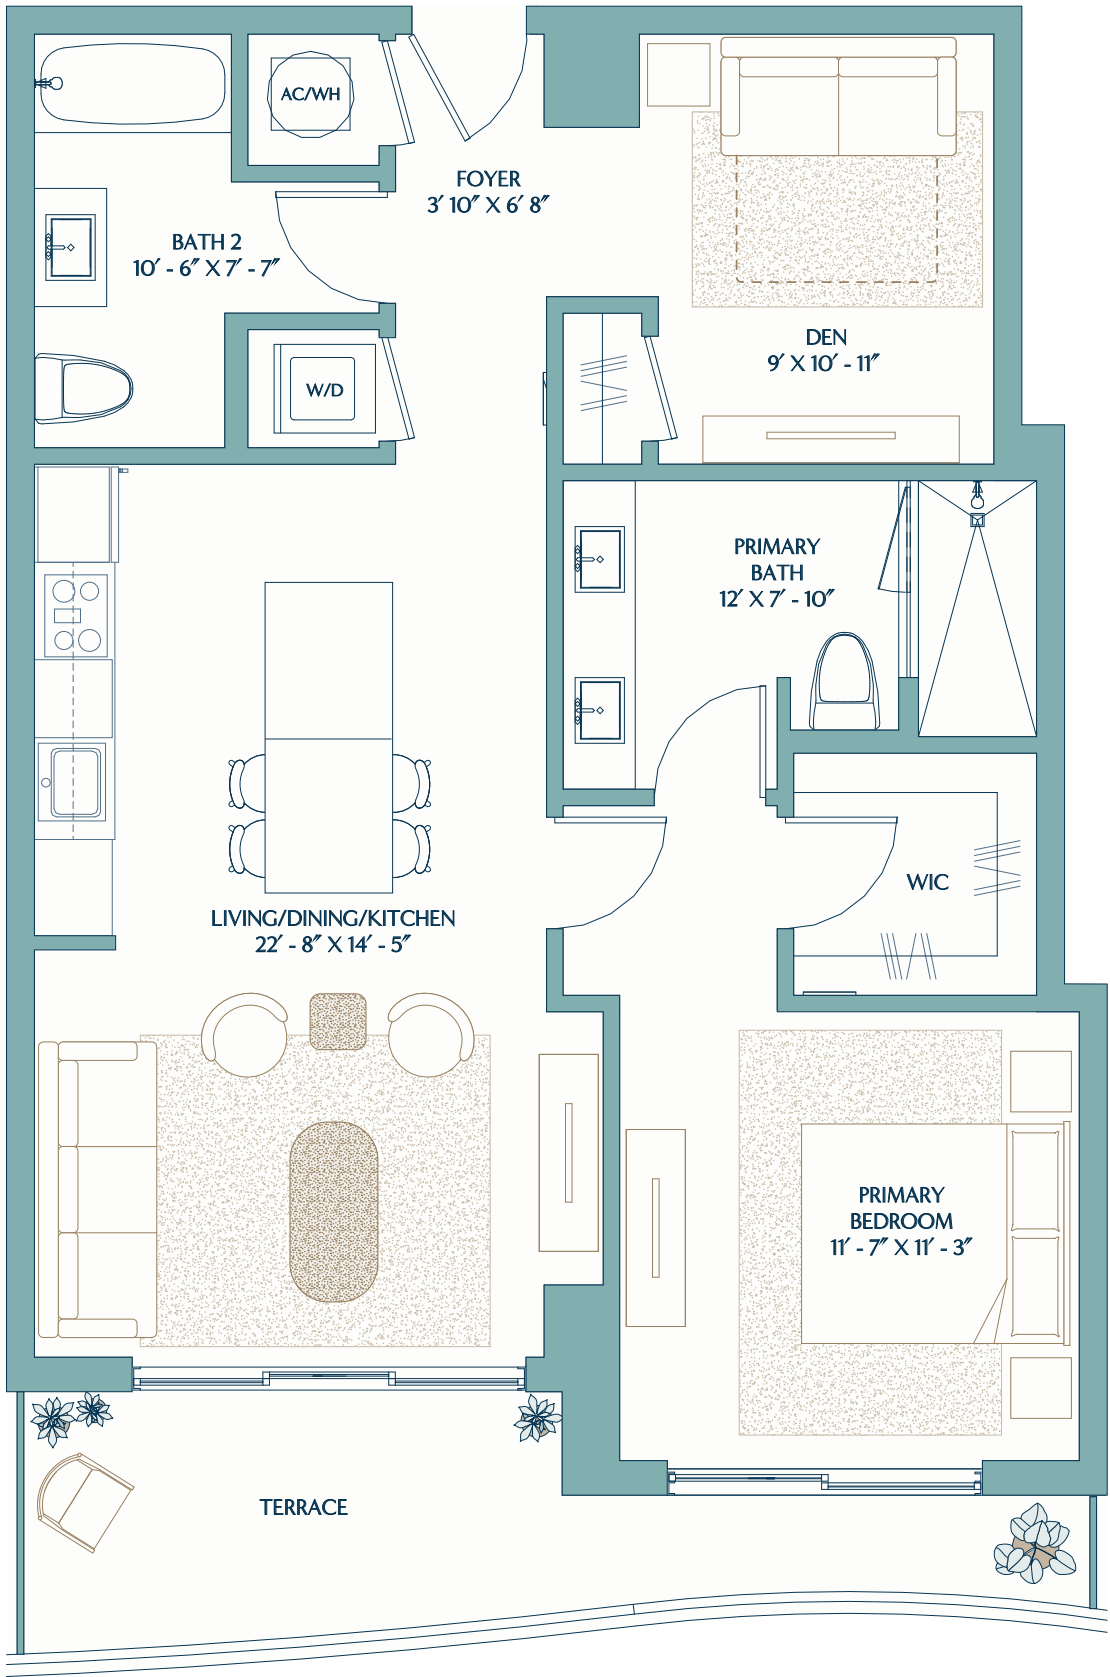 AC/WH
FOYER
3' 10" X 6' 8"
BATH 2
10' - 6" X 7' - 7"
DEN
9' X 10' - 11"
W/D
PRIMARY
BATH
12' X 7' - 10"
WIC
LIVING/DINING/KITCHEN
22' - 8" X 14' - 5"
PRIMARY
BEDROOM
11' - 7" X 11' - 3"
TERRACE